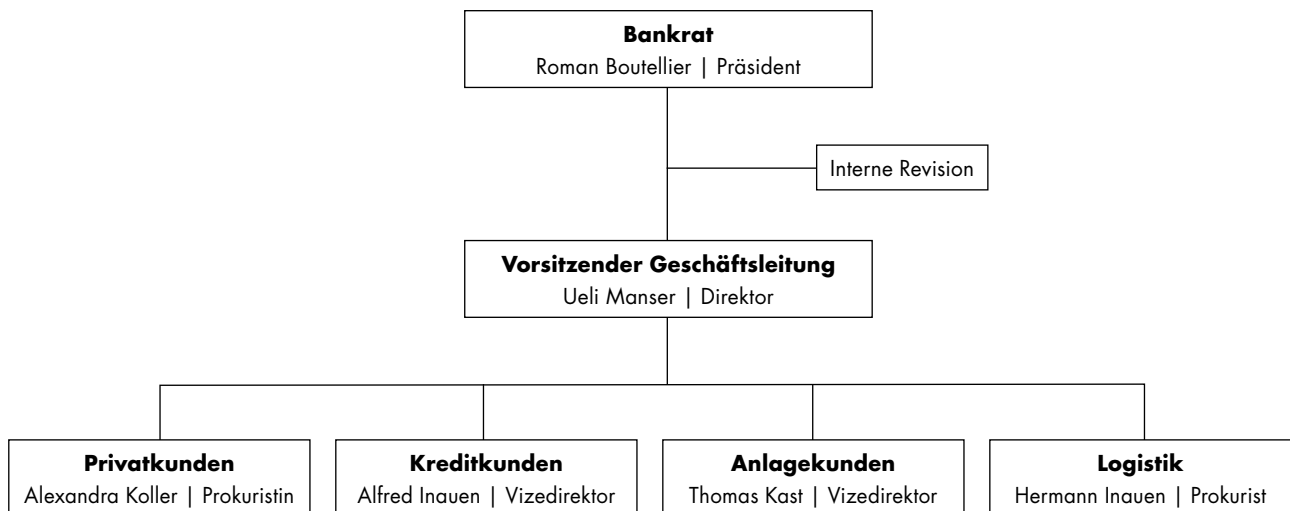 Bankrat
Roman Boutellier | Präsident
Interne Revision
Vorsitzender Geschäftsleitung
Ueli Manser | Direktor
Privatkunden
Alexandra Koller | Prokuristin
Kreditkunden
Alfred Inauen | Vizedirektor
Anlagekunden
Thomas Kast | Vizedirektor
Logistik
Hermann Inauen | Prokurist